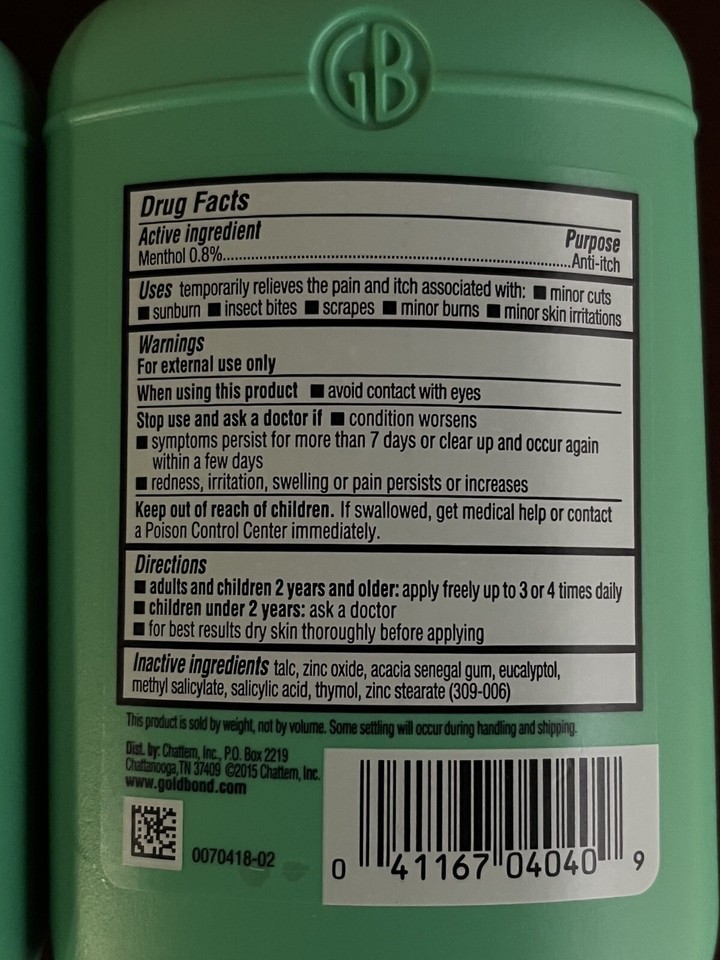 GB
Drug Facts
Active ingredient Purpose
Menthol 0.8%..........................................................................Anti-itch
Uses temporarily relieves the pain and itch associated with: ■ minor cuts
■ sunburn ■ insect bites ■ scrapes ■ minor burns ■ minor skin irritations
Warnings
For external use only
When using this product ■ avoid contact with eyes
Stop use and ask a doctor if ■ condition worsens
■ symptoms persist for more than 7 days or clear up and occur again
within a few days
■ redness, irritation, swelling or pain persists or increases
Keep out of reach of children. If swallowed, get medical help or contact
a Poison Control Center immediately.
Directions
■ adults and children 2 years and older: apply freely up to 3 or 4 times daily
■ children under 2 years: ask a doctor
■ for best results dry skin thoroughly before applying
Inactive ingredients talc, zinc oxide, acacia senegal gum, eucalyptol,
methyl salicylate, salicylic acid, thymol, zinc stearate (309-006)
This product is sold by weight, not by volume. Some settling will occur during handling and shipping.
Dist. by: Chattem, Inc., P.O. Box 2219
Chattanooga, TN 37409 ©2015 Chattem, Inc.
www.goldbond.com
0070418-02
0 41167 04040 9